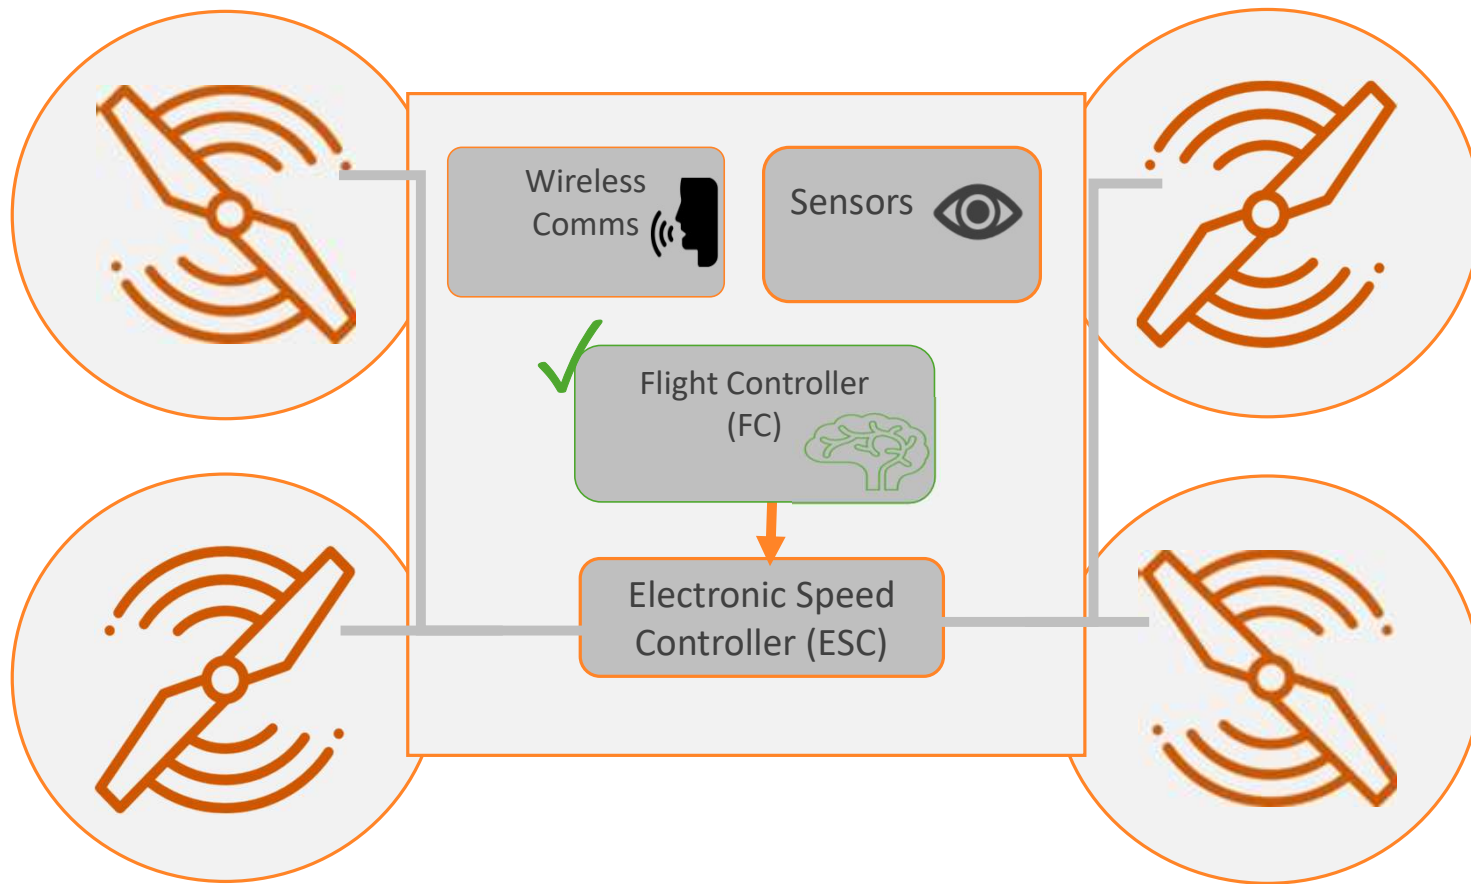 Wireless
Comms
Sensors
Flight Controller
(FC)
Electronic Speed
Controller (ESC)